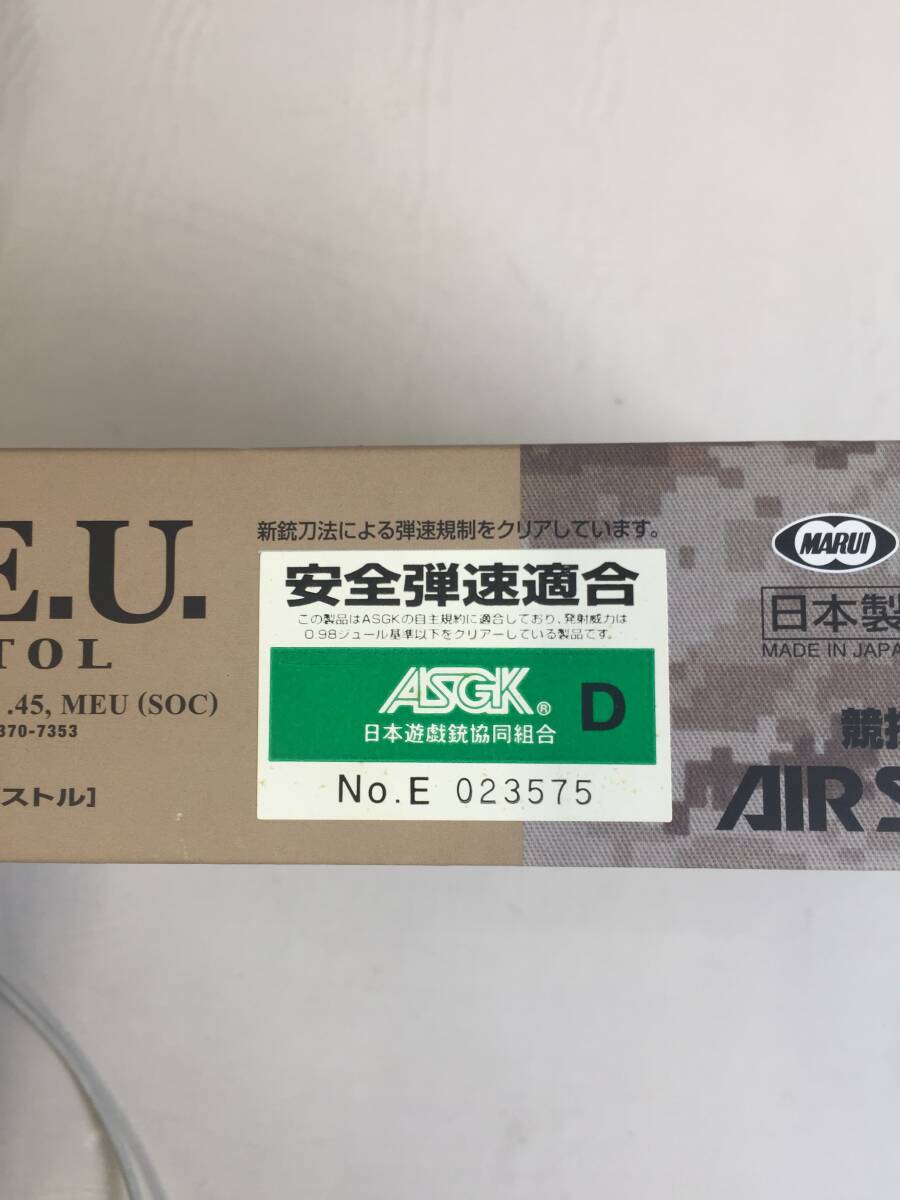 E.U.
TOL
.45, MEU (SOC)
370-7353
ストル]
新銃刀法による弾速規制をクリアしています。
安全弾速適合
この製品はASGKの自主規約に適合しており、発射威力は
0.98ジュール基準以下をクリアーしている製品です。
ASGK® D
日本遊戯銃協同組合
No.E 023575
MARUI
日本製
MADE IN JAPA
競技
AIR S